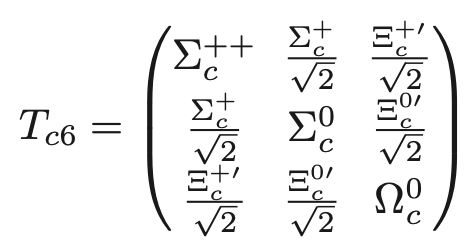 T_{c6} = \begin{pmatrix} \Sigma_c^{++} & \frac{\Sigma_c^+}{\sqrt{2}} & \frac{\Xi_c^{+\prime}}{\sqrt{2}} \\
\frac{\Sigma_c^+}{\sqrt{2}} & \Sigma_c^0 & \frac{\Xi_c^{0\prime}}{\sqrt{2}} \\
\frac{\Xi_c^{+\prime}}{\sqrt{2}} & \frac{\Xi_c^{0\prime}}{\sqrt{2}} & \Omega_c^0 \end{pmatrix}